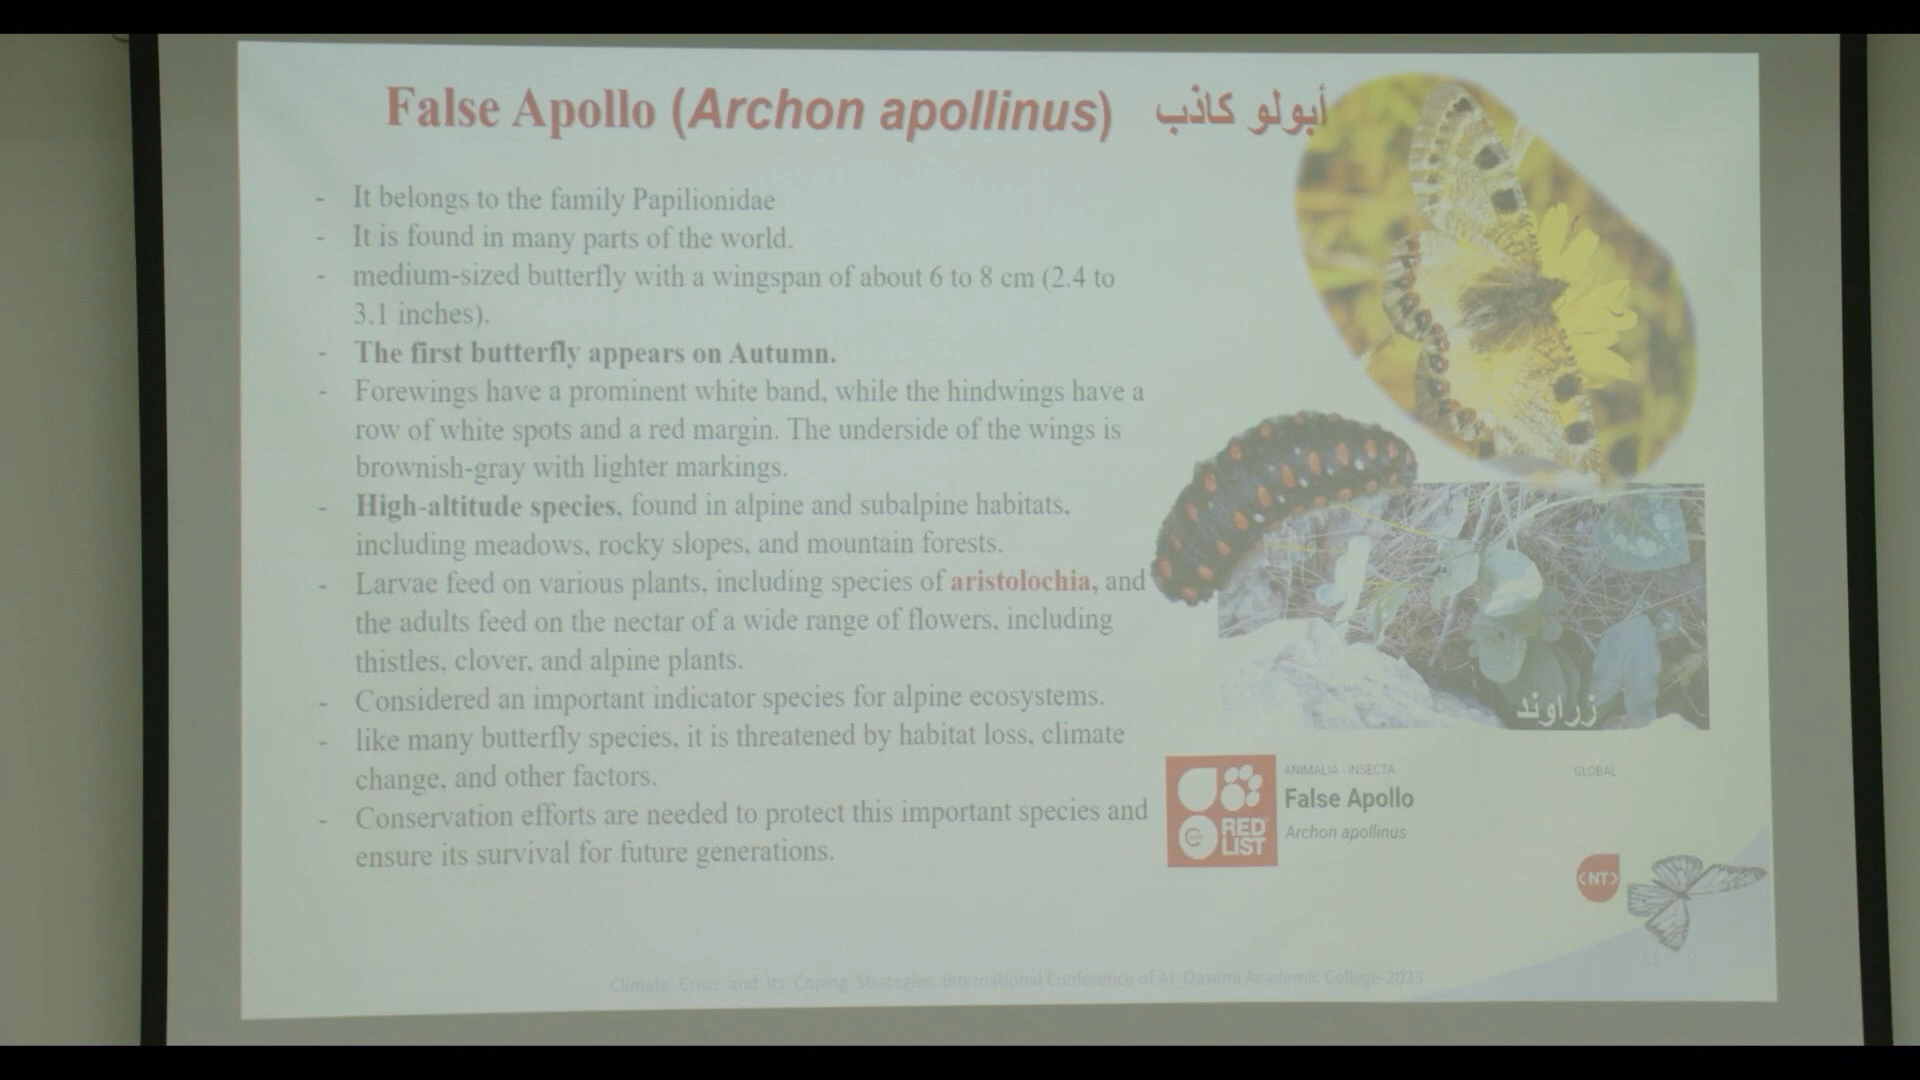 False Apollo (Archon apollinus) أبولو كاذب
- It belongs to the family Papilionidae
- It is found in many parts of the world.
- medium-sized butterfly with a wingspan of about 6 to 8 cm (2.4 to
3.1 inches).
- The first butterfly appears on Autumn.
- Forewings have a prominent white band, while the hindwings have a
row of white spots and a red margin. The underside of the wings is
brownish-gray with lighter markings.
- High-altitude species, found in alpine and subalpine habitats,
including meadows, rocky slopes, and mountain forests.
- Larvae feed on various plants, including species of aristolochia, and
the adults feed on the nectar of a wide range of flowers, including
thistles, clover, and alpine plants.
- Considered an important indicator species for alpine ecosystems.
- like many butterfly species, it is threatened by habitat loss, climate
change, and other factors.
- Conservation efforts are needed to protect this important species and
ensure its survival for future generations.
زراوند
RED
LIST
ANIMALIA - INSECTA
GLOBAL
False Apollo
Archon apollinus
NT
11
Climate Crisis and its Coping Strategies, International Conference of Al_Qasemi Academic College 2023